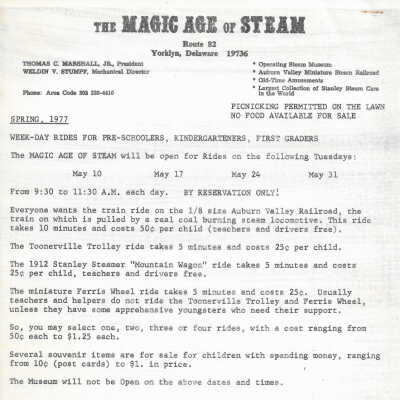 THE MAGIC AGE OF STEAM
Route 82
Yorklyn, Delaware 19736
THOMAS C. MARSHALL, JR., President
WELDIN V. STUMPF, Mechanical Director
Phone: Area Code 302 239-4410
* Operating Steam Museum
* Auburn Valley Miniature Steam Railroad
* Old-Time Amusements
* Largest Collection of Stanley Steam Cars
in the World
PICNICKING PERMITTED ON THE LAWN
NO FOOD AVAILABLE FOR SALE
SPRING, 1977
WEEK-DAY RIDES FOR PRE-SCHOOLERS, KINDERGARTENERS, FIRST GRADERS
The MAGIC AGE OF STEAM will be open for Rides on the following Tuesdays:
May 10 May 17 May 24 May 31
From 9:30 to 11:30 A.M. each day. BY RESERVATION ONLY!
Everyone wants the train ride on the 1/8 size Auburn Valley Railroad, the
train on which is pulled by a real coal burning steam locomotive. This ride
takes 10 minutes and costs 50¢ per child (teachers and drivers free).
The Toonerville Trolley ride takes 5 minutes and costs 25¢ per child.
The 1912 Stanley Steamer "Mountain Wagon" ride takes 5 minutes and costs
25¢ per child, teachers and drivers free.
The miniature Ferris Wheel ride takes 5 minutes and costs 25¢. Usually
teachers and helpers do not ride the Toonerville Trolley and Ferris Wheel,
unless they have some apprehensive youngsters who need their support.
So, you may select one, two, three or four rides, with a cost ranging from
50¢ each to $1.25 each.
Several souvenir items are for sale for children with spending money, ranging
from 10¢ (post cards) to $1. in price.
The Museum will not be Open on the above dates and times.